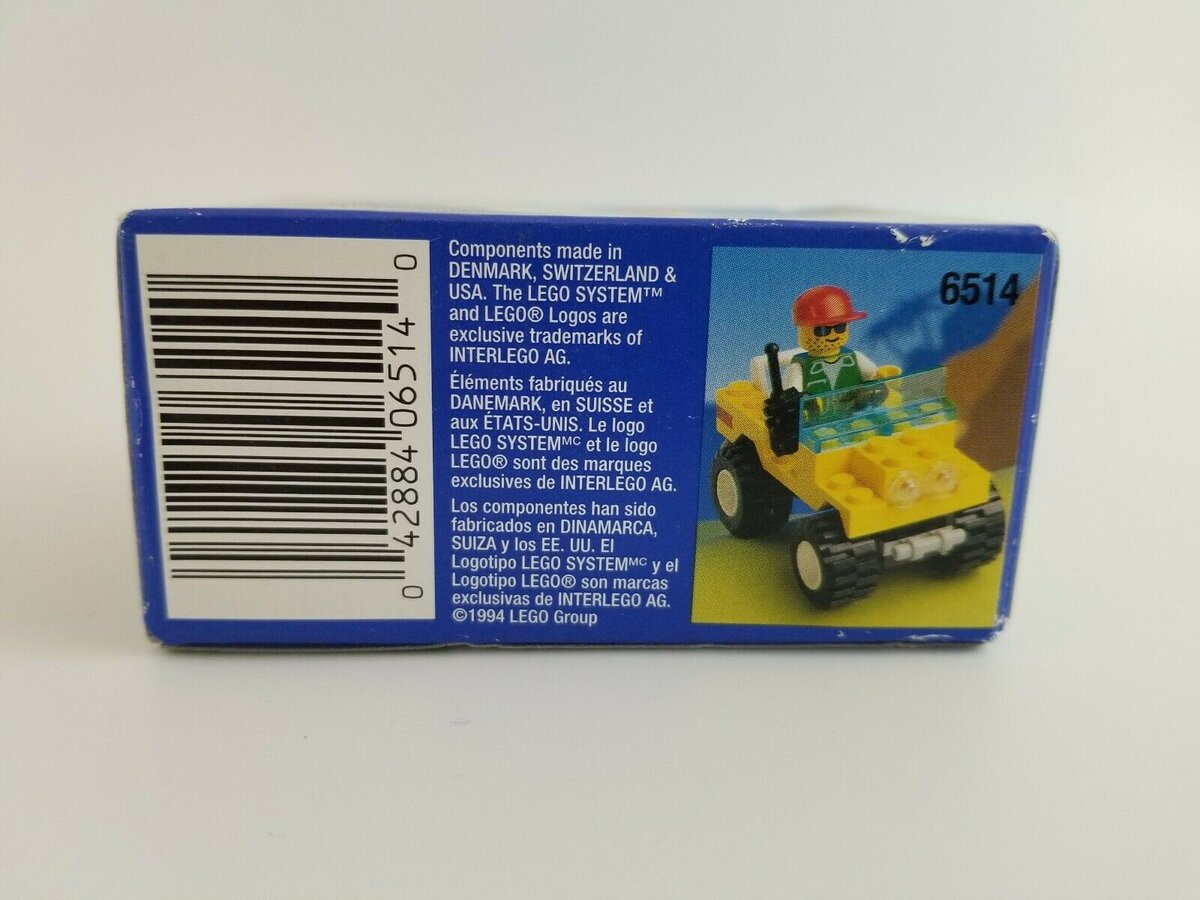 0 42884 06514 0
Components made in
DENMARK, SWITZERLAND &
USA. The LEGO SYSTEM™
and LEGO® Logos are
exclusive trademarks of
INTERLEGO AG.
Éléments fabriqués au
DANEMARK, en SUISSE et
aux ÉTATS-UNIS. Le logo
LEGO SYSTEMᴹᶜ et le logo
LEGO® sont des marques
exclusives de INTERLEGO AG.
Los componentes han sido
fabricados en DINAMARCA,
SUIZA y los EE. UU. El
Logotipo LEGO SYSTEMᴹᶜ y el
Logotipo LEGO® son marcas
exclusivas de INTERLEGO AG.
©1994 LEGO Group
6514